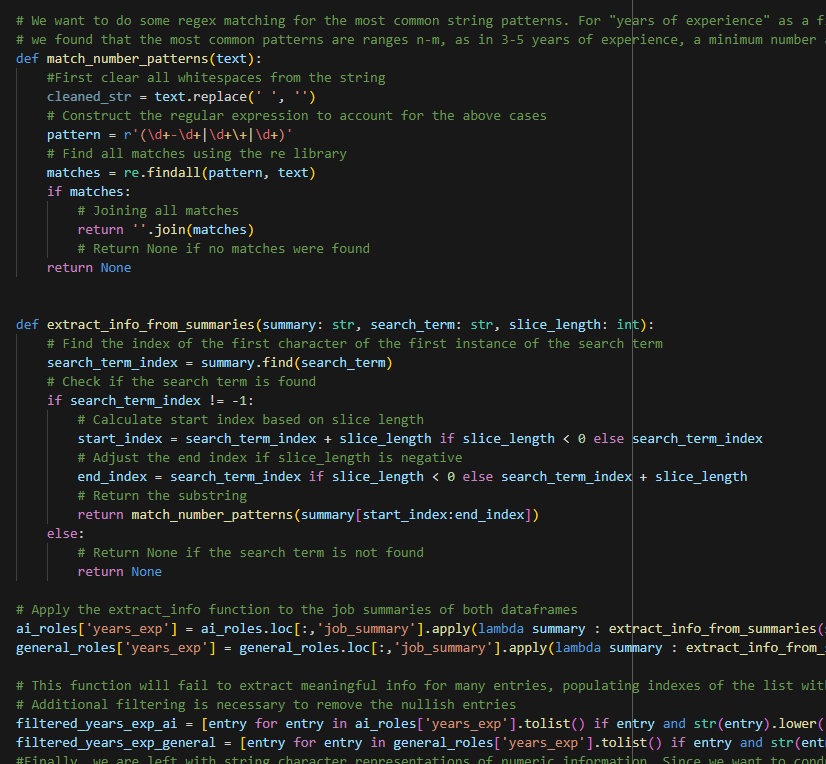 # We want to do some regex matching for the most common string patterns. For "years of experience" as a f
# we found that the most common patterns are ranges n-m, as in 3-5 years of experience, a minimum number
def match_number_patterns(text):
    #First clear all whitespaces from the string
    cleaned_str = text.replace(' ', '')
    # Construct the regular expression to account for the above cases
    pattern = r'(\d+-\d+|\d+\+|\d+)'
    # Find all matches using the re library
    matches = re.findall(pattern, text)
    if matches:
        # Joining all matches
        return ''.join(matches)
        # Return None if no matches were found
    return None
def extract_info_from_summaries(summary: str, search_term: str, slice_length: int):
    # Find the index of the first character of the first instance of the search term
    search_term_index = summary.find(search_term)
    # Check if the search term is found
    if search_term_index != -1:
        # Calculate start index based on slice length
        start_index = search_term_index + slice_length if slice_length < 0 else search_term_index
        # Adjust the end index if slice_length is negative
        end_index = search_term_index if slice_length < 0 else search_term_index + slice_length
        # Return the substring
        return match_number_patterns(summary[start_index:end_index])
    else:
        # Return None if the search term is not found
        return None
# Apply the extract_info function to the job summaries of both dataframes
ai_roles['years_exp'] = ai_roles.loc[:,'job_summary'].apply(lambda summary : extract_info_from_summaries(
general_roles['years_exp'] = general_roles.loc[:,'job_summary'].apply(lambda summary : extract_info_from_
# This function will fail to extract meaningful info for many entries, populating indexes of the list wit
# Additional filtering is necessary to remove the nullish entries
filtered_years_exp_ai = [entry for entry in ai_roles['years_exp'].tolist() if entry and str(entry).lower(
filtered_years_exp_general = [entry for entry in general_roles['years_exp'].tolist() if entry and str(ent
#Finally, we are left with string character representations of numeric information. Since we want to cond